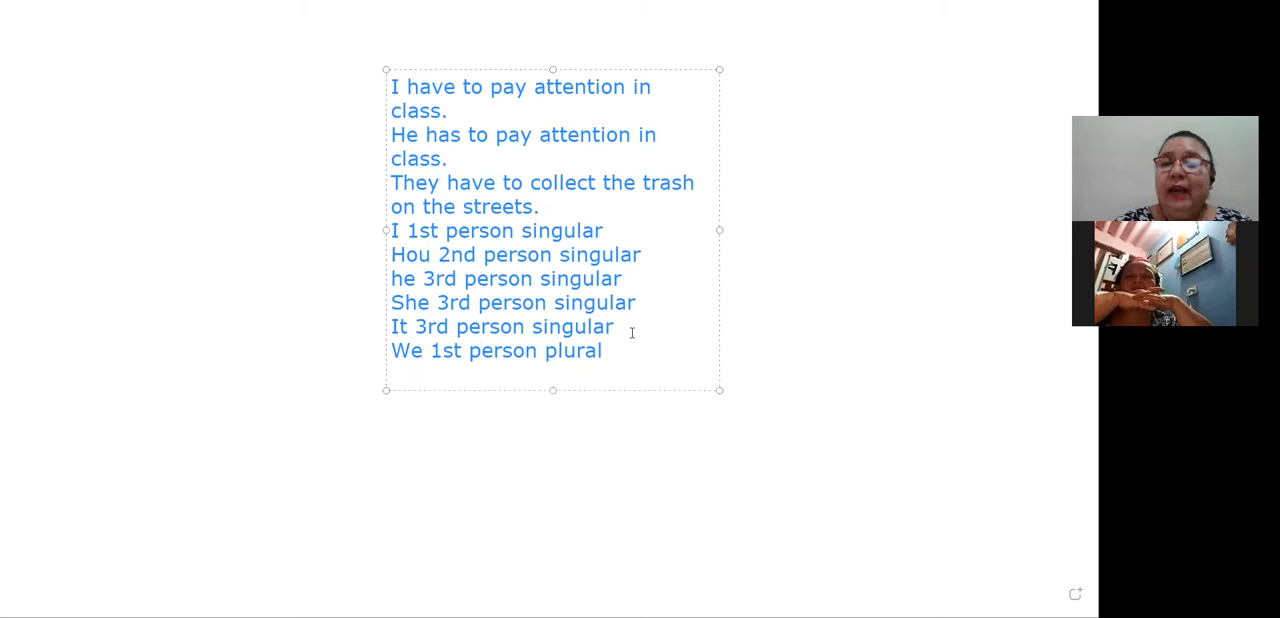 I have to pay attention in
class.
He has to pay attention in
class.
They have to collect the trash
on the streets.
I 1st person singular
Hou 2nd person singular
he 3rd person singular
She 3rd person singular
It 3rd person singular
We 1st person plural